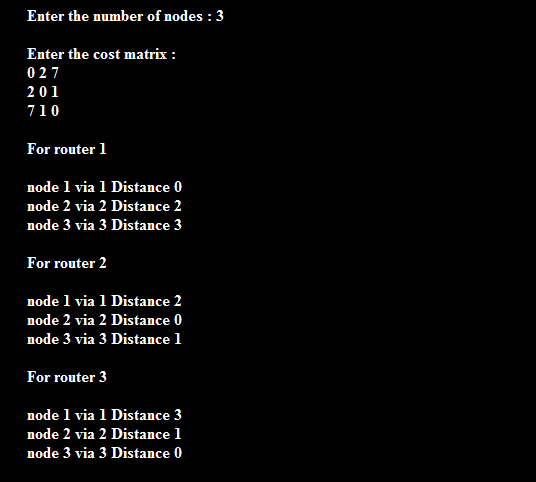 Enter the number of nodes : 3
Enter the cost matrix :
0 2 7
2 0 1
7 1 0
For router 1
node 1 via 1 Distance 0
node 2 via 2 Distance 2
node 3 via 3 Distance 3
For router 2
node 1 via 1 Distance 2
node 2 via 2 Distance 0
node 3 via 3 Distance 1
For router 3
node 1 via 1 Distance 3
node 2 via 2 Distance 1
node 3 via 3 Distance 0